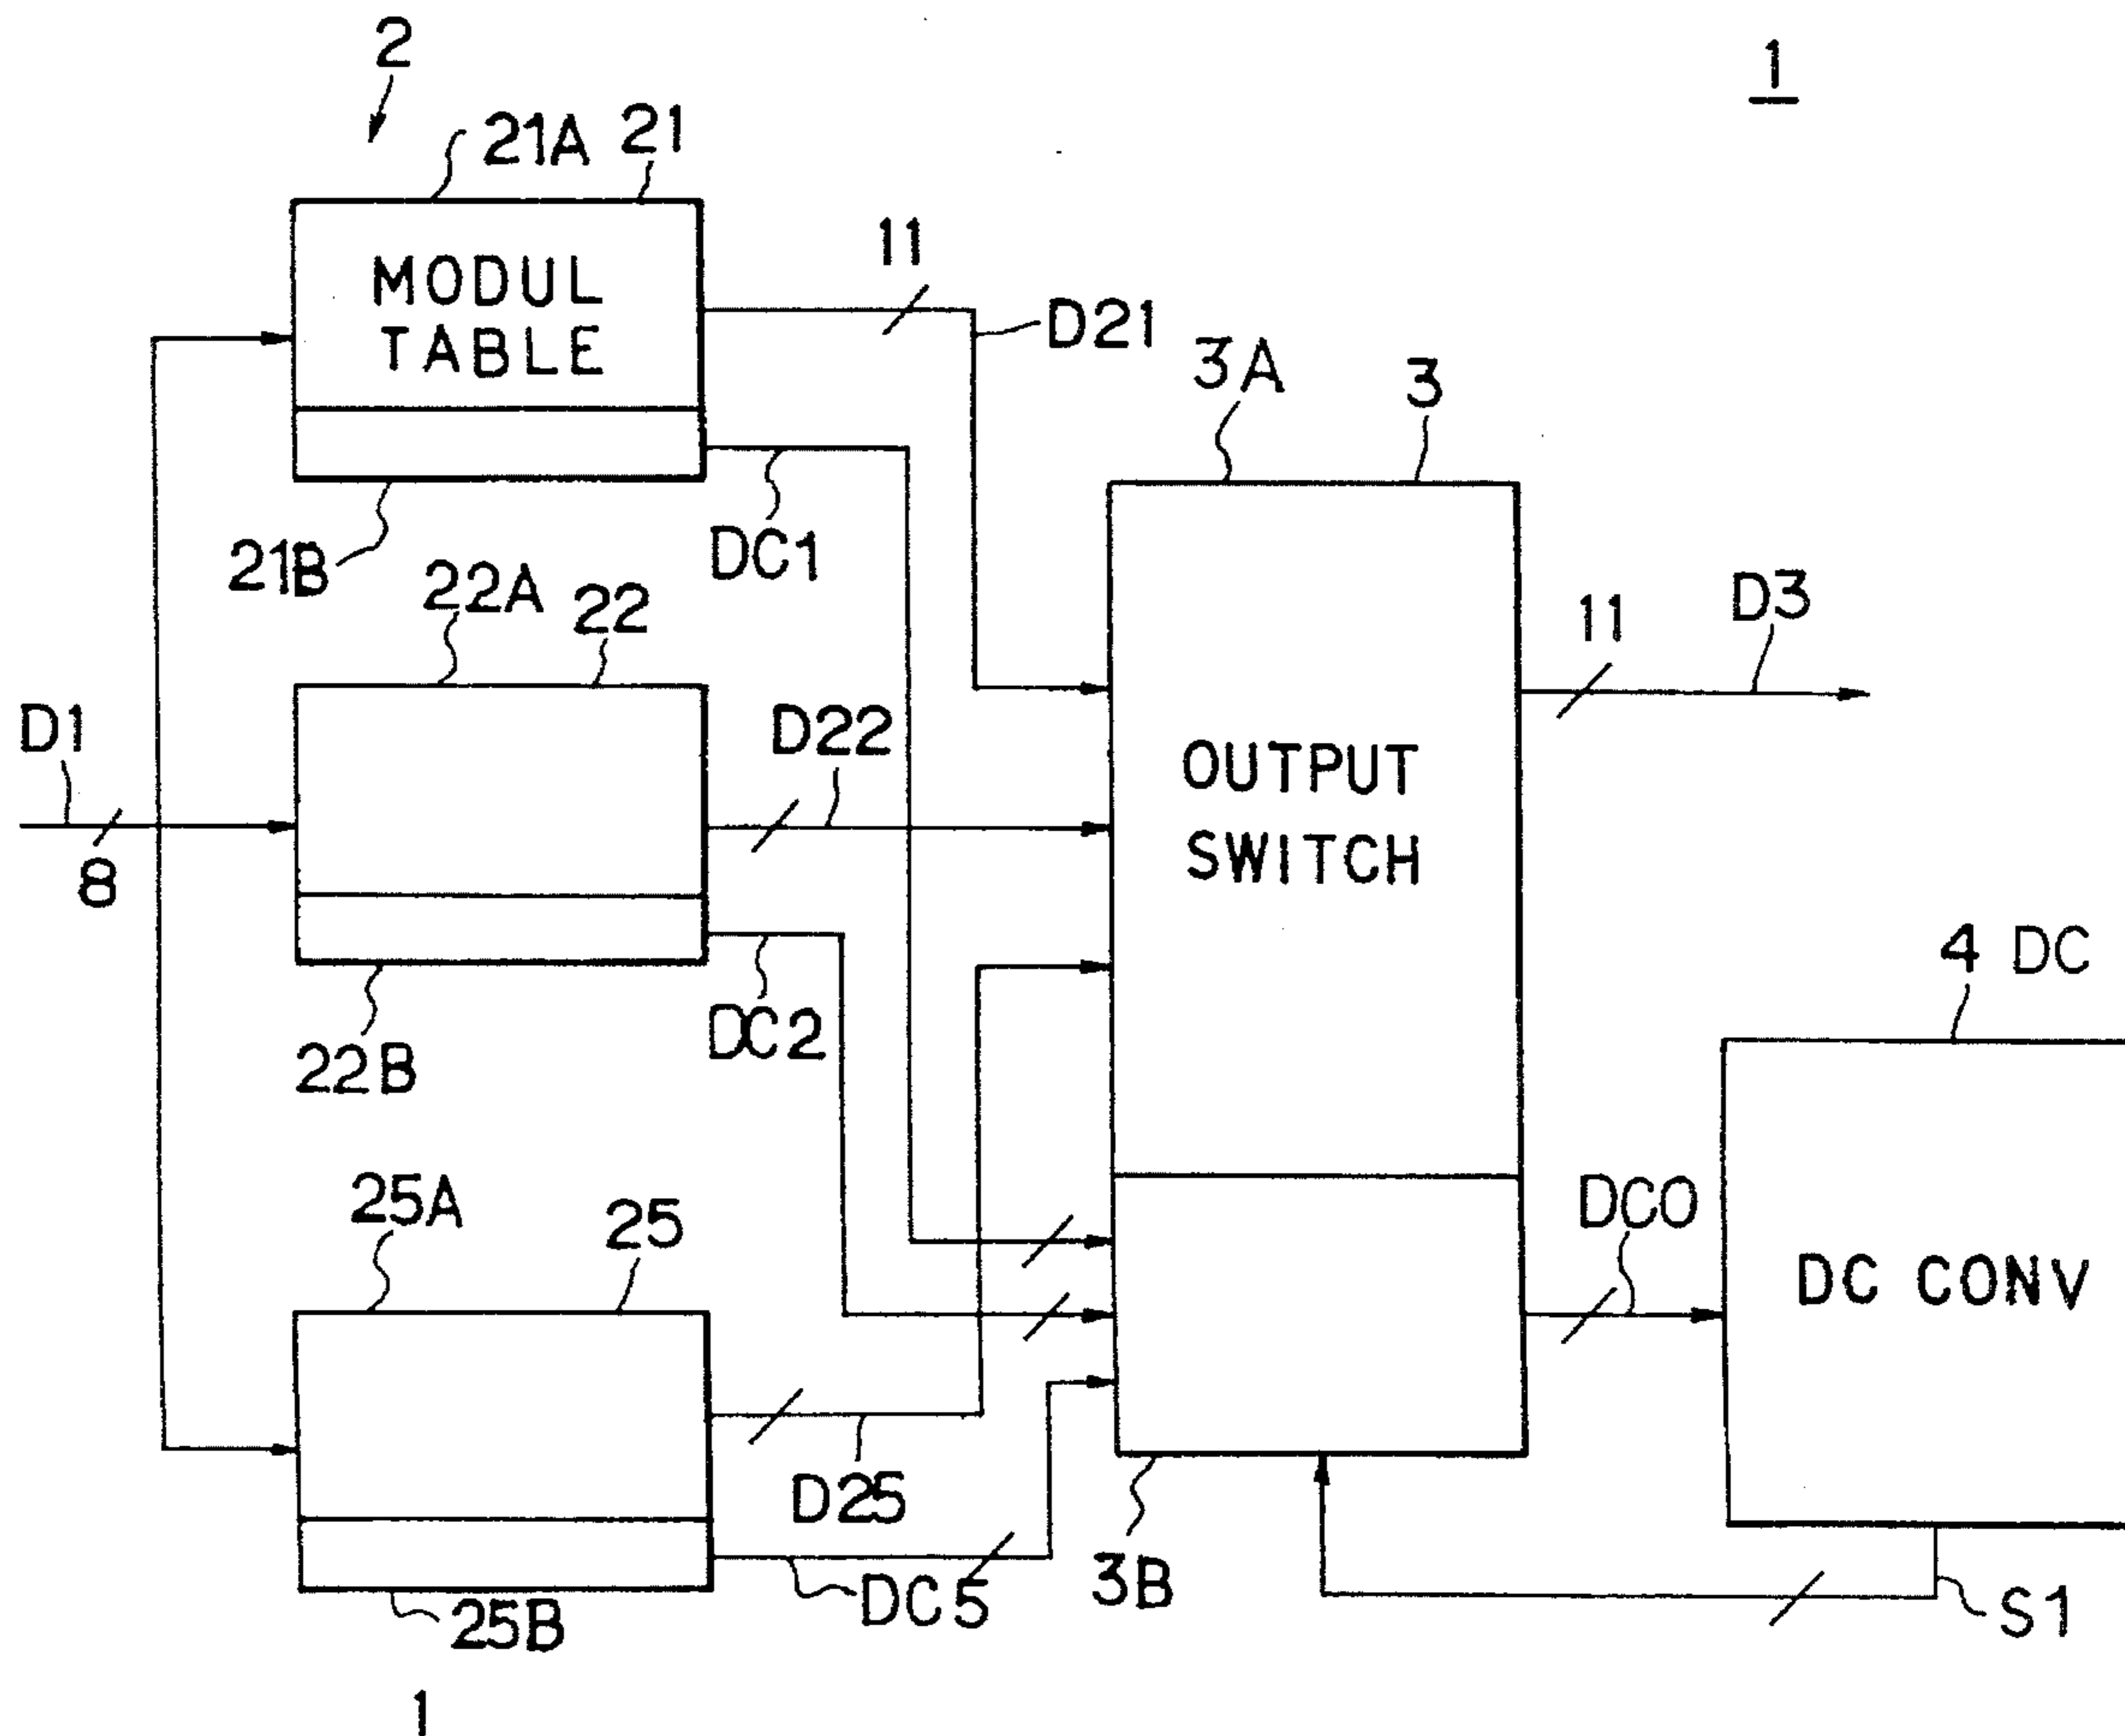 2
1
21A 21
MODUL
TABLE
11
D21
21B
DC1
3A 3
22A 22
11
D3
D1
D22
8
OUTPUT
SWITCH
22B
DC2
4 DC
25A 25
DC0
DC CONV
D25
25B
DC5
3B
S1
1